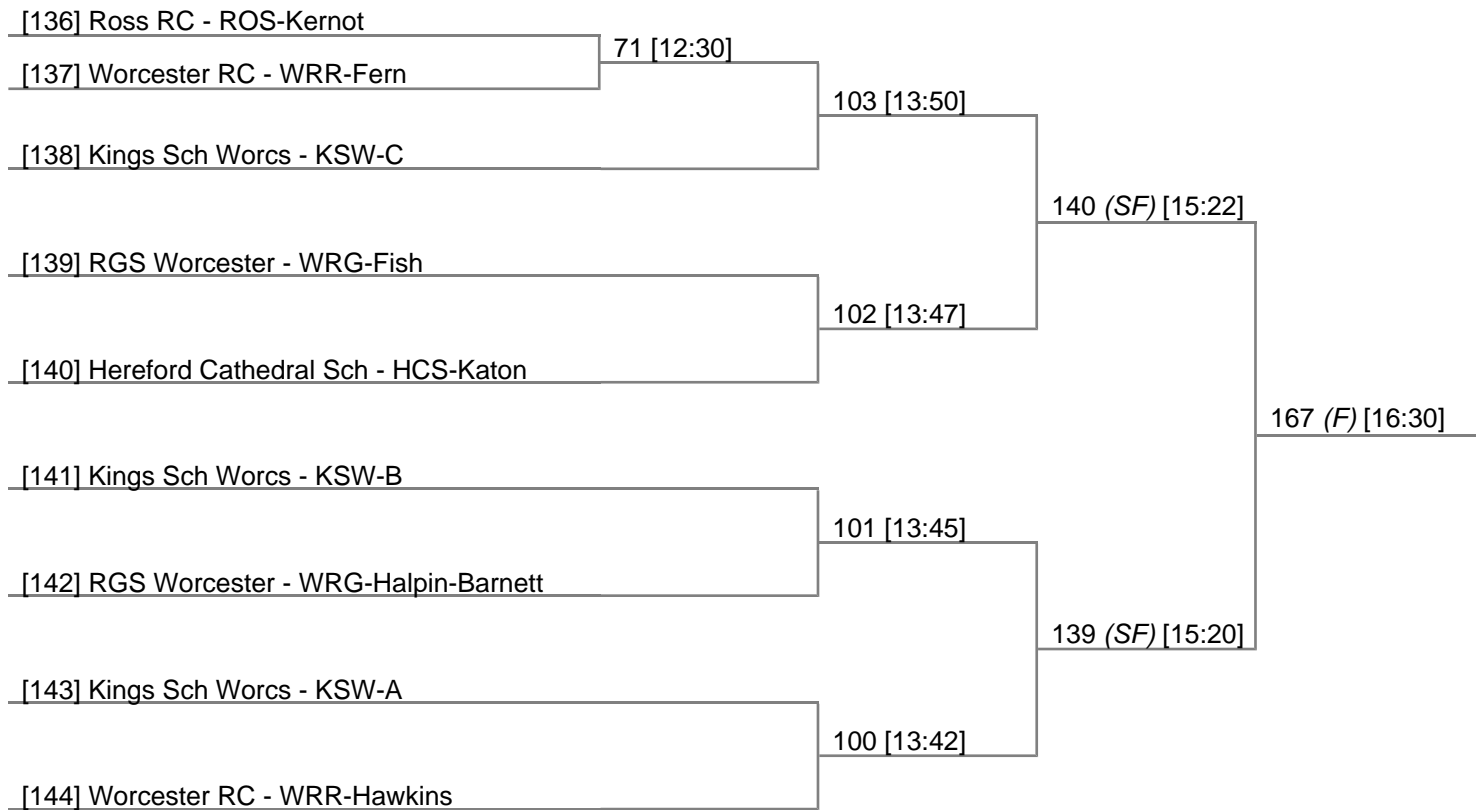 [136] Ross RC - ROS-Kernot
71 [12:30]
[137] Worcester RC - WRR-Fern
103 [13:50]
[138] Kings Sch Worcs - KSW-C
140 (SF) [15:22]
[139] RGS Worcester - WRG-Fish
102 [13:47]
[140] Hereford Cathedral Sch - HCS-Katon
167 (F) [16:30]
[141] Kings Sch Worcs - KSW-B
101 [13:45]
[142] RGS Worcester - WRG-Halpin-Barnett
139 (SF) [15:20]
[143] Kings Sch Worcs - KSW-A
100 [13:42]
[144] Worcester RC - WRR-Hawkins